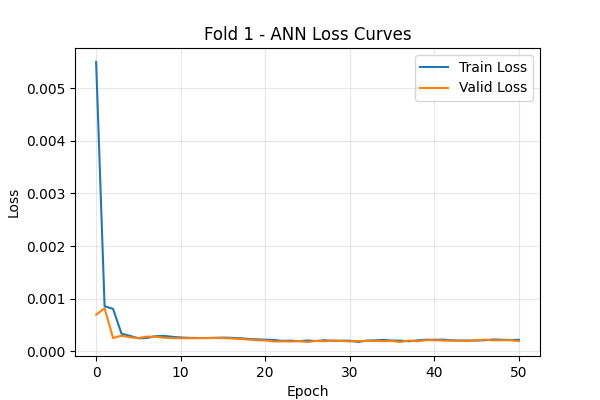 Fold 1 - ANN Loss Curves
Train Loss
Valid Loss
Loss
0.005
0.004
0.003
0.002
0.001
0.000
0 10 20 30 40 50
Epoch